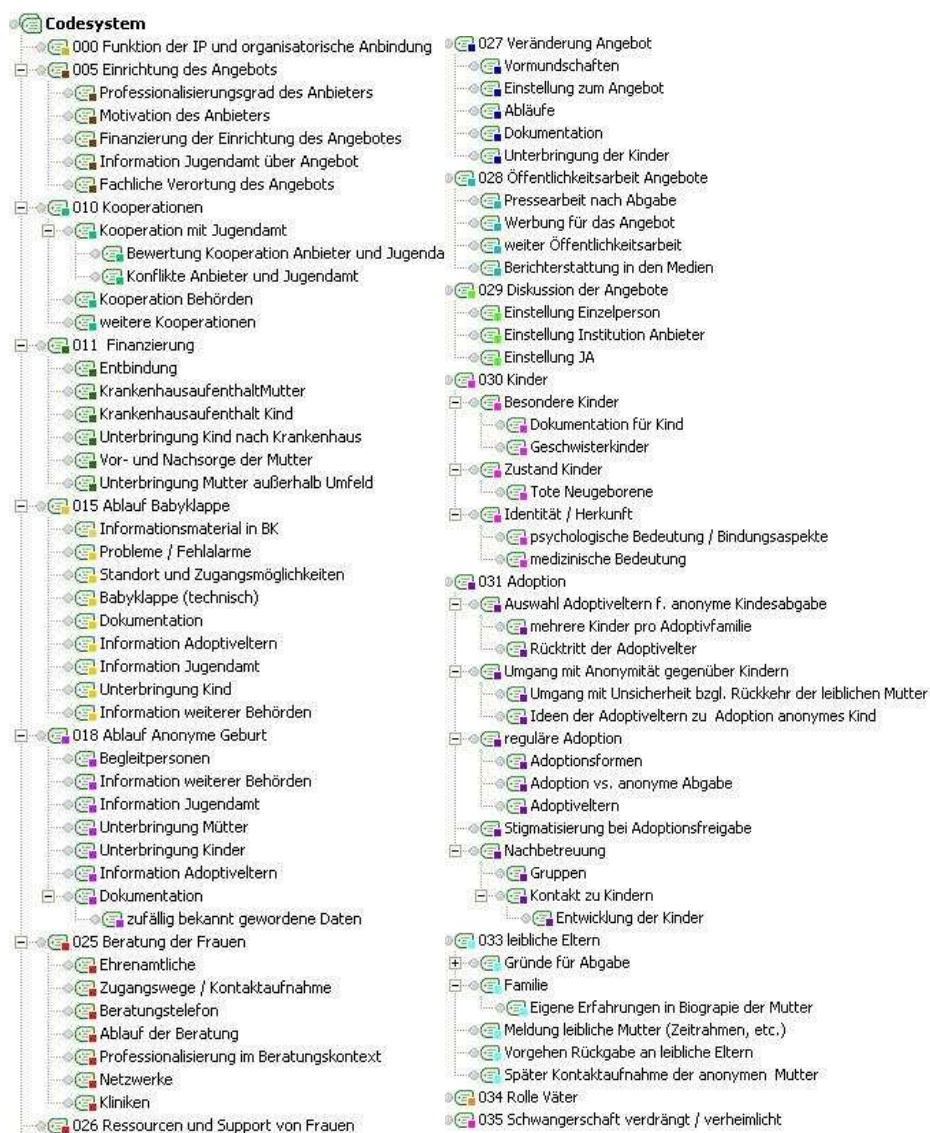 Codesystem
000 Funktion der IP und organisatorische Anbindung
005 Einrichtung des Angebots
Professionalisierungsgrad des Anbieters
Motivation des Anbieters
Finanzierung der Einrichtung des Angebotes
Information Jugendamt über Angebot
Fachliche Verortung des Angebots
010 Kooperationen
Kooperation mit Jugendamt
Bewertung Kooperation Anbieter und Jugenda
Konflikte Anbieter und Jugendamt
Kooperation Behörden
weitere Kooperationen
011 Finanzierung
Entbindung
KrankenhausaufenthaltMutter
Krankenhausaufenthalt Kind
Unterbringung Kind nach Krankenhaus
Vor- und Nachsorge der Mutter
Unterbringung Mutter außerhalb Umfeld
015 Ablauf Babyklappe
Informationsmaterial in BK
Probleme / Fehlalarme
Standort und Zugangsmöglichkeiten
Babyklappe (technisch)
Dokumentation
Information Adoptiveltern
Information Jugendamt
Unterbringung Kind
Information weiterer Behörden
018 Ablauf Anonyme Geburt
Begleitpersonen
Information weiterer Behörden
Information Jugendamt
Unterbringung Mütter
Unterbringung Kinder
Information Adoptiveltern
Dokumentation
zufällig bekannt gewordene Daten
025 Beratung der Frauen
Ehrenamtliche
Zugangswege / Kontaktaufnahme
Beratungstelefon
Ablauf der Beratung
Professionalisierung im Beratungskontext
Netzwerke
Kliniken
026 Ressourcen und Support von Frauen
027 Veränderung Angebot
Vormundschaften
Einstellung zum Angebot
Abläufe
Dokumentation
Unterbringung der Kinder
028 Öffentlichkeitsarbeit Angebote
Pressearbeit nach Abgabe
Werbung für das Angebot
weiter Öffentlichkeitsarbeit
Berichterstattung in den Medien
029 Diskussion der Angebote
Einstellung Einzelperson
Einstellung Institution Anbieter
Einstellung JA
030 Kinder
Besondere Kinder
Dokumentation für Kind
Geschwisterkinder
Zustand Kinder
Tote Neugeborene
Identität / Herkunft
psychologische Bedeutung / Bindungsaspekte
medizinische Bedeutung
031 Adoption
Auswahl Adoptiveltern f. anonyme Kindesabgabe
mehrere Kinder pro Adoptivfamilie
Rücktritt der Adoptivelter
Umgang mit Anonymität gegenüber Kindern
Umgang mit Unsicherheit bzgl. Rückkehr der leiblichen Mutter
Ideen der Adoptiveltern zu Adoption anonymes Kind
reguläre Adoption
Adoptionsformen
Adoption vs. anonyme Abgabe
Adoptiveltern
Stigmatisierung bei Adoptionsfreigabe
Nachbetreuung
Gruppen
Kontakt zu Kindern
Entwicklung der Kinder
033 leibliche Eltern
Gründe für Abgabe
Familie
Eigene Erfahrungen in Biograpie der Mutter
Meldung leibliche Mutter (Zeitrahmen, etc.)
Vorgehen Rückgabe an leibliche Eltern
Später Kontaktaufnahme der anonymen Mutter
034 Rolle Väter
035 Schwangerschaft verdrängt / verheimlicht